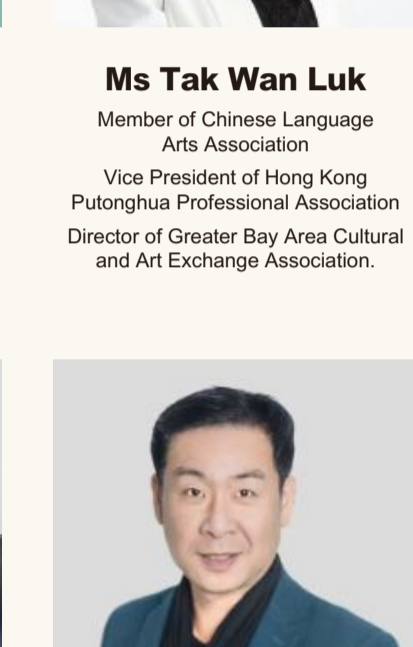 Ms Tak Wan Luk
Member of Chinese Language
Arts Association
Vice President of Hong Kong
Putonghua Professional Association
Director of Greater Bay Area Cultural
and Art Exchange Association.